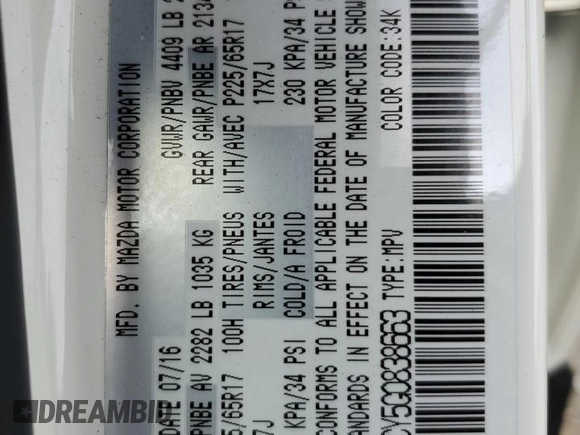 MFD. BY MAZDA MOTOR CORPORATION
DATE 07/16 GVWR/PNBV 4409 LB
PNBE AV 2282 LB 1035 KG REAR GAWR/PNBE AR 213
5/65R17 100H TIRES/PNEUS WITH/AVEC P225/65R17
7J RIMS/JANTES 17X7J
KPA/34 PSI COLD/A FROID 230 KPA/34 P
CONFORMS TO ALL APPLICABLE FEDERAL MOTOR VEHICLE
STANDARDS IN EFFECT ON THE DATE OF MANUFACTURE SHOW
CY5G0838663 TYPE:MPV COLOR CODE:34K
DREAMBID